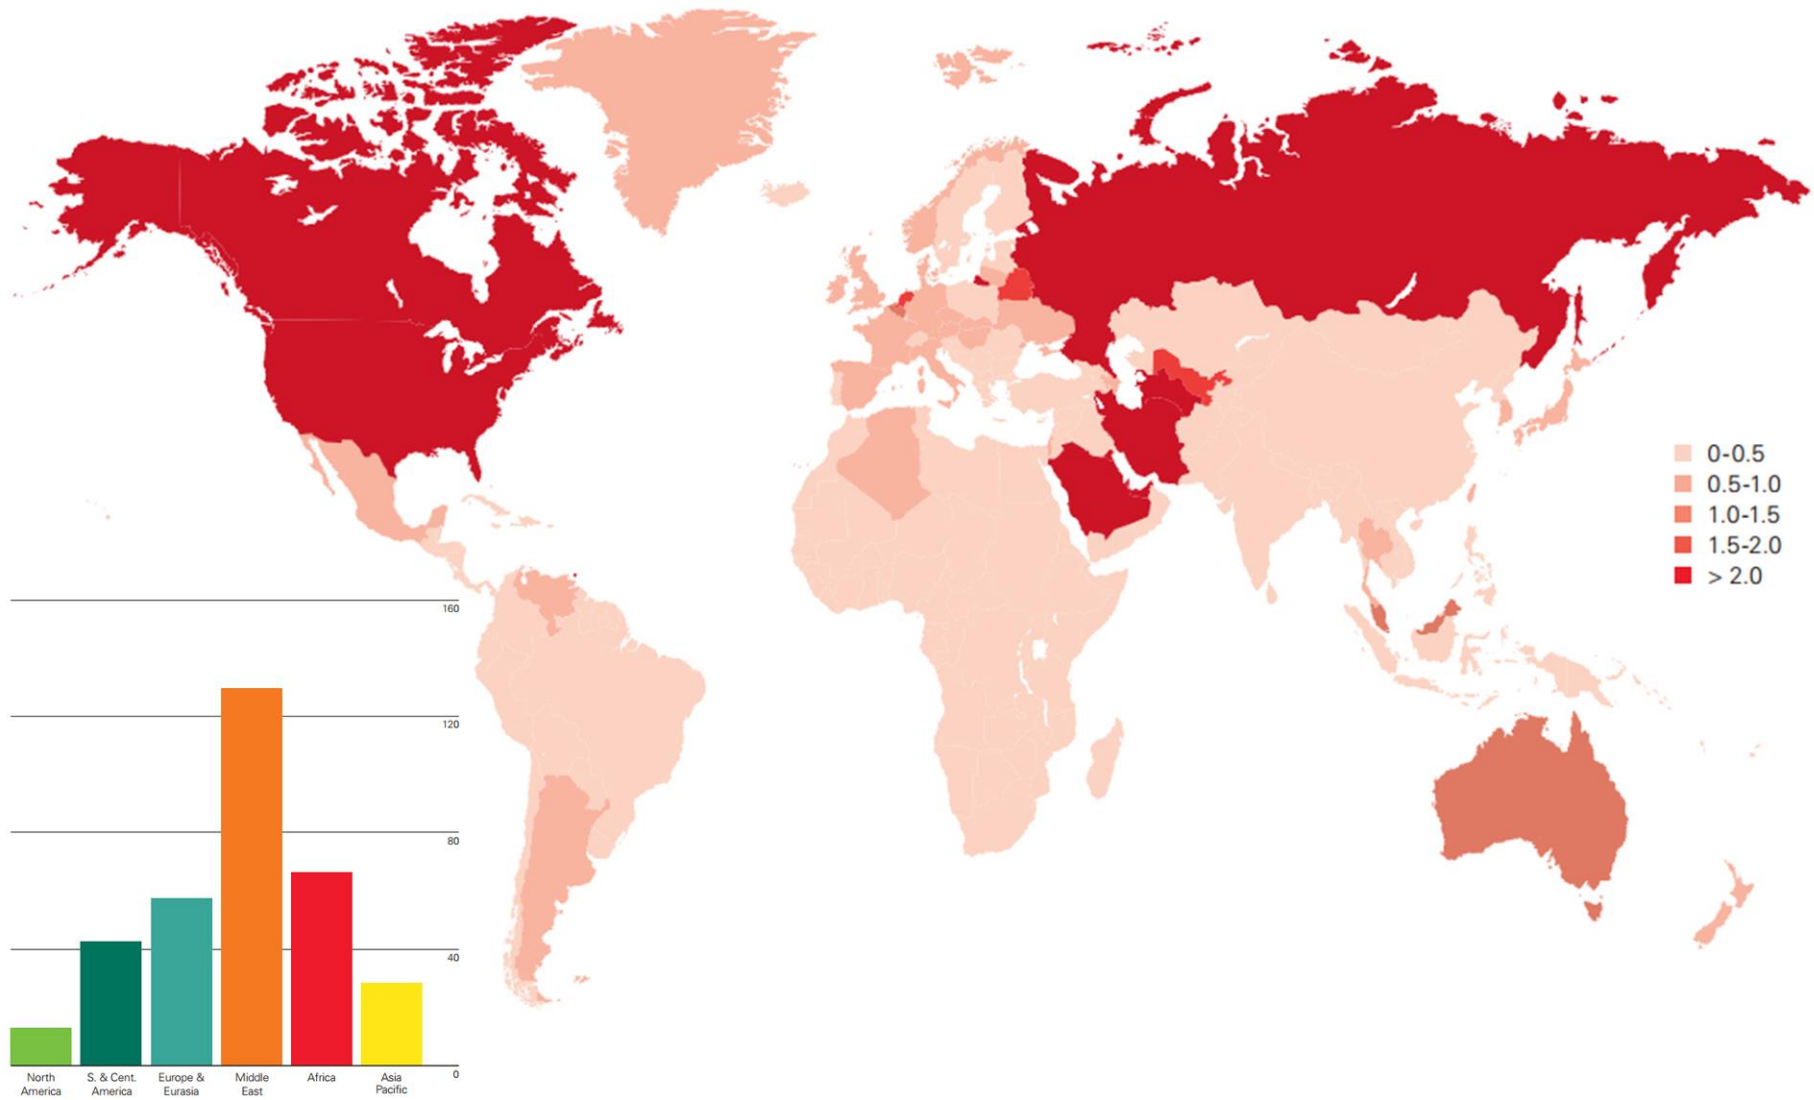 0-0.5
0.5-1.0
1.0-1.5
1.5-2.0
> 2.0
160
120
80
40
0
North
America
S. & Cent.
America
Europe &
Eurasia
Middle
East
Africa
Asia
Pacific